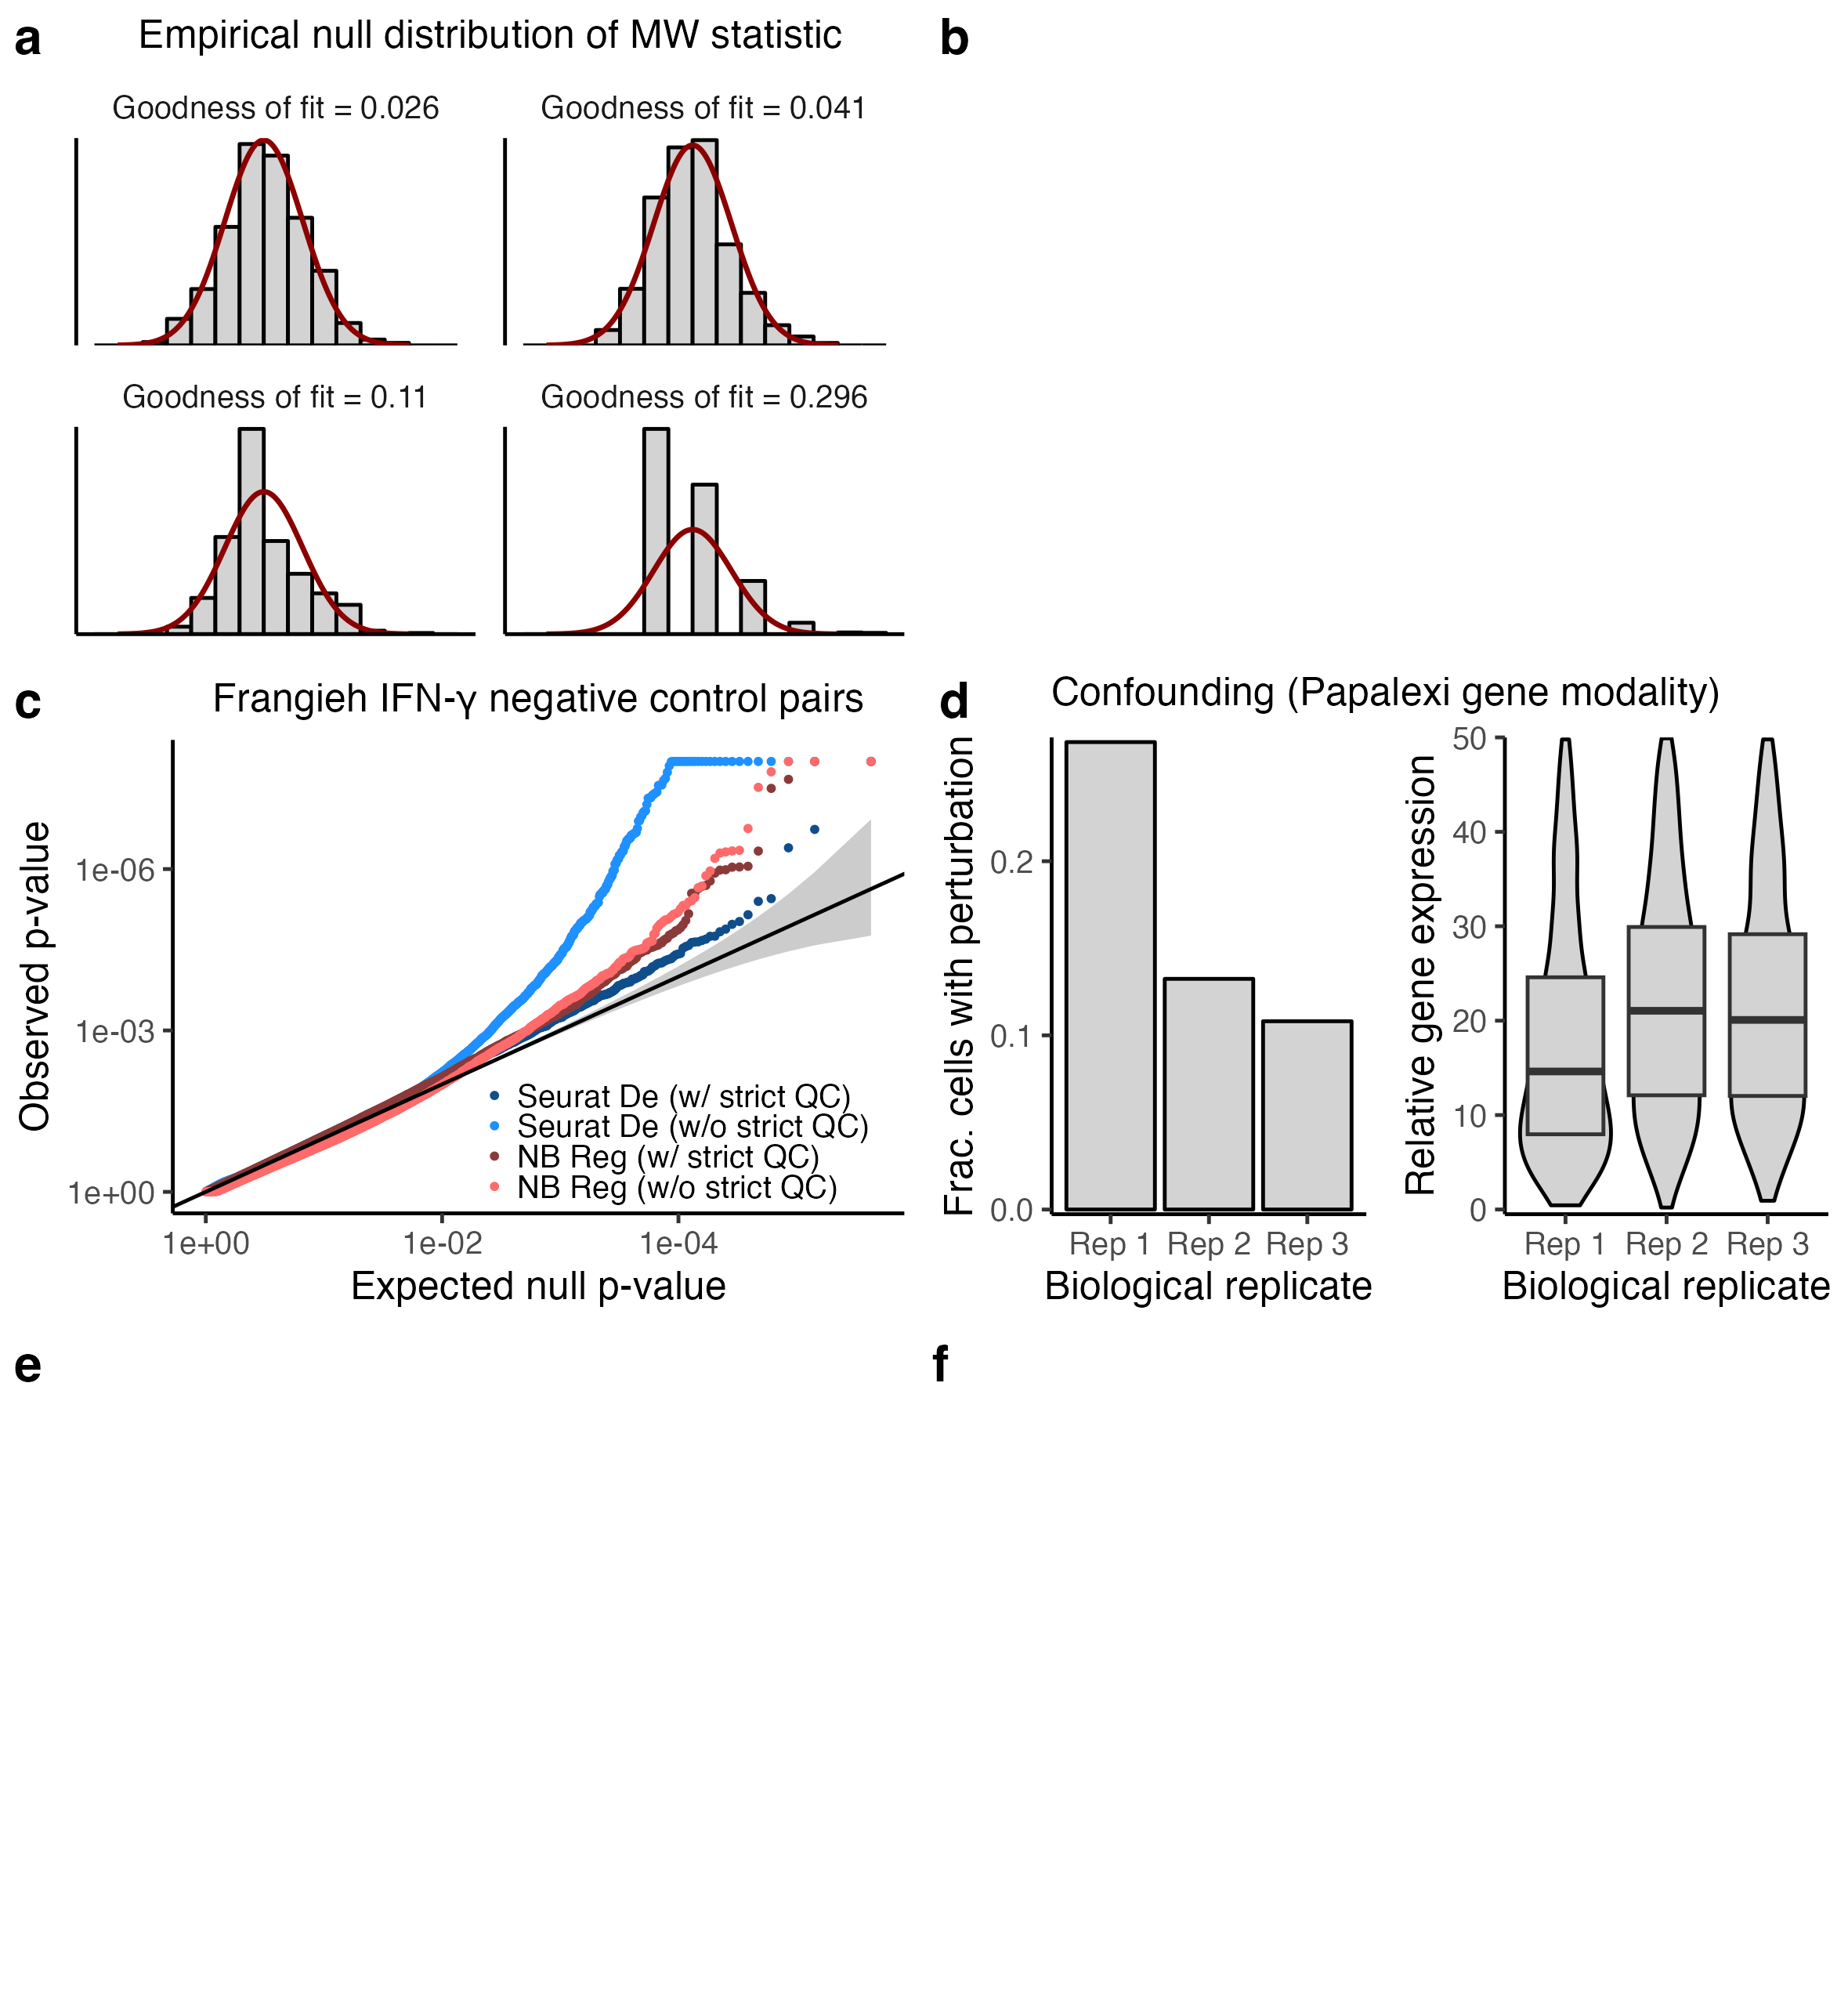 a
Empirical null distribution of MW statistic
Goodness of fit = 0.026
Goodness of fit = 0.041
Goodness of fit = 0.11
Goodness of fit = 0.296
b
c
Frangieh IFN-γ negative control pairs
Observed p-value
1e-06
1e-03
1e+00
Seurat De (w/ strict QC)
Seurat De (w/o strict QC)
NB Reg (w/ strict QC)
NB Reg (w/o strict QC)
1e+00
1e-02
1e-04
Expected null p-value
d
Confounding (Papalexi gene modality)
Frac. cells with perturbation
0.2
0.1
0.0
Rep 1
Rep 2
Rep 3
Biological replicate
Relative gene expression
50
40
30
20
10
0
Rep 1
Rep 2
Rep 3
Biological replicate
e
f